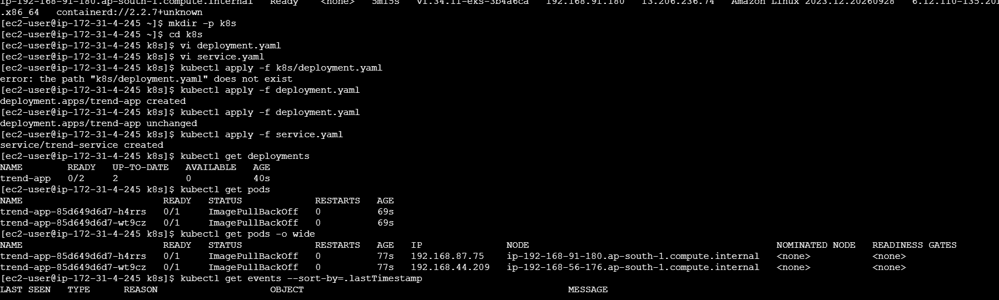 ip-192-168-91-180.ap-south-1.compute.internal   Ready    <none>   5m15s   v1.34.11-eks-3b4a6ca   192.168.91.180   13.206.236.74   Amazon Linux 2023.12.20260928   6.12.110-135.201
.x86_64   containerd://2.2.7+unknown
[ec2-user@ip-172-31-4-245 ~]$ mkdir -p k8s
[ec2-user@ip-172-31-4-245 ~]$ cd k8s
[ec2-user@ip-172-31-4-245 k8s]$ vi deployment.yaml
[ec2-user@ip-172-31-4-245 k8s]$ vi service.yaml
[ec2-user@ip-172-31-4-245 k8s]$ kubectl apply -f k8s/deployment.yaml
error: the path "k8s/deployment.yaml" does not exist
[ec2-user@ip-172-31-4-245 k8s]$ kubectl apply -f deployment.yaml
deployment.apps/trend-app created
[ec2-user@ip-172-31-4-245 k8s]$ kubectl apply -f deployment.yaml
deployment.apps/trend-app unchanged
[ec2-user@ip-172-31-4-245 k8s]$ kubectl apply -f service.yaml
service/trend-service created
[ec2-user@ip-172-31-4-245 k8s]$ kubectl get deployments
NAME        READY   UP-TO-DATE   AVAILABLE   AGE
trend-app   0/2     2            0           40s
[ec2-user@ip-172-31-4-245 k8s]$ kubectl get pods
NAME                         READY   STATUS             RESTARTS   AGE
trend-app-85d649d6d7-h4rrs   0/1     ImagePullBackOff   0          69s
trend-app-85d649d6d7-wt9cz   0/1     ImagePullBackOff   0          69s
[ec2-user@ip-172-31-4-245 k8s]$ kubectl get pods -o wide
NAME                         READY   STATUS             RESTARTS   AGE   IP               NODE                                            NOMINATED NODE   READINESS GATES
trend-app-85d649d6d7-h4rrs   0/1     ImagePullBackOff   0          77s   192.168.87.75    ip-192-168-91-180.ap-south-1.compute.internal   <none>           <none>
trend-app-85d649d6d7-wt9cz   0/1     ImagePullBackOff   0          77s   192.168.44.209   ip-192-168-56-176.ap-south-1.compute.internal   <none>           <none>
[ec2-user@ip-172-31-4-245 k8s]$ kubectl get events --sort-by=.lastTimestamp
LAST SEEN   TYPE      REASON                    OBJECT                                               MESSAGE